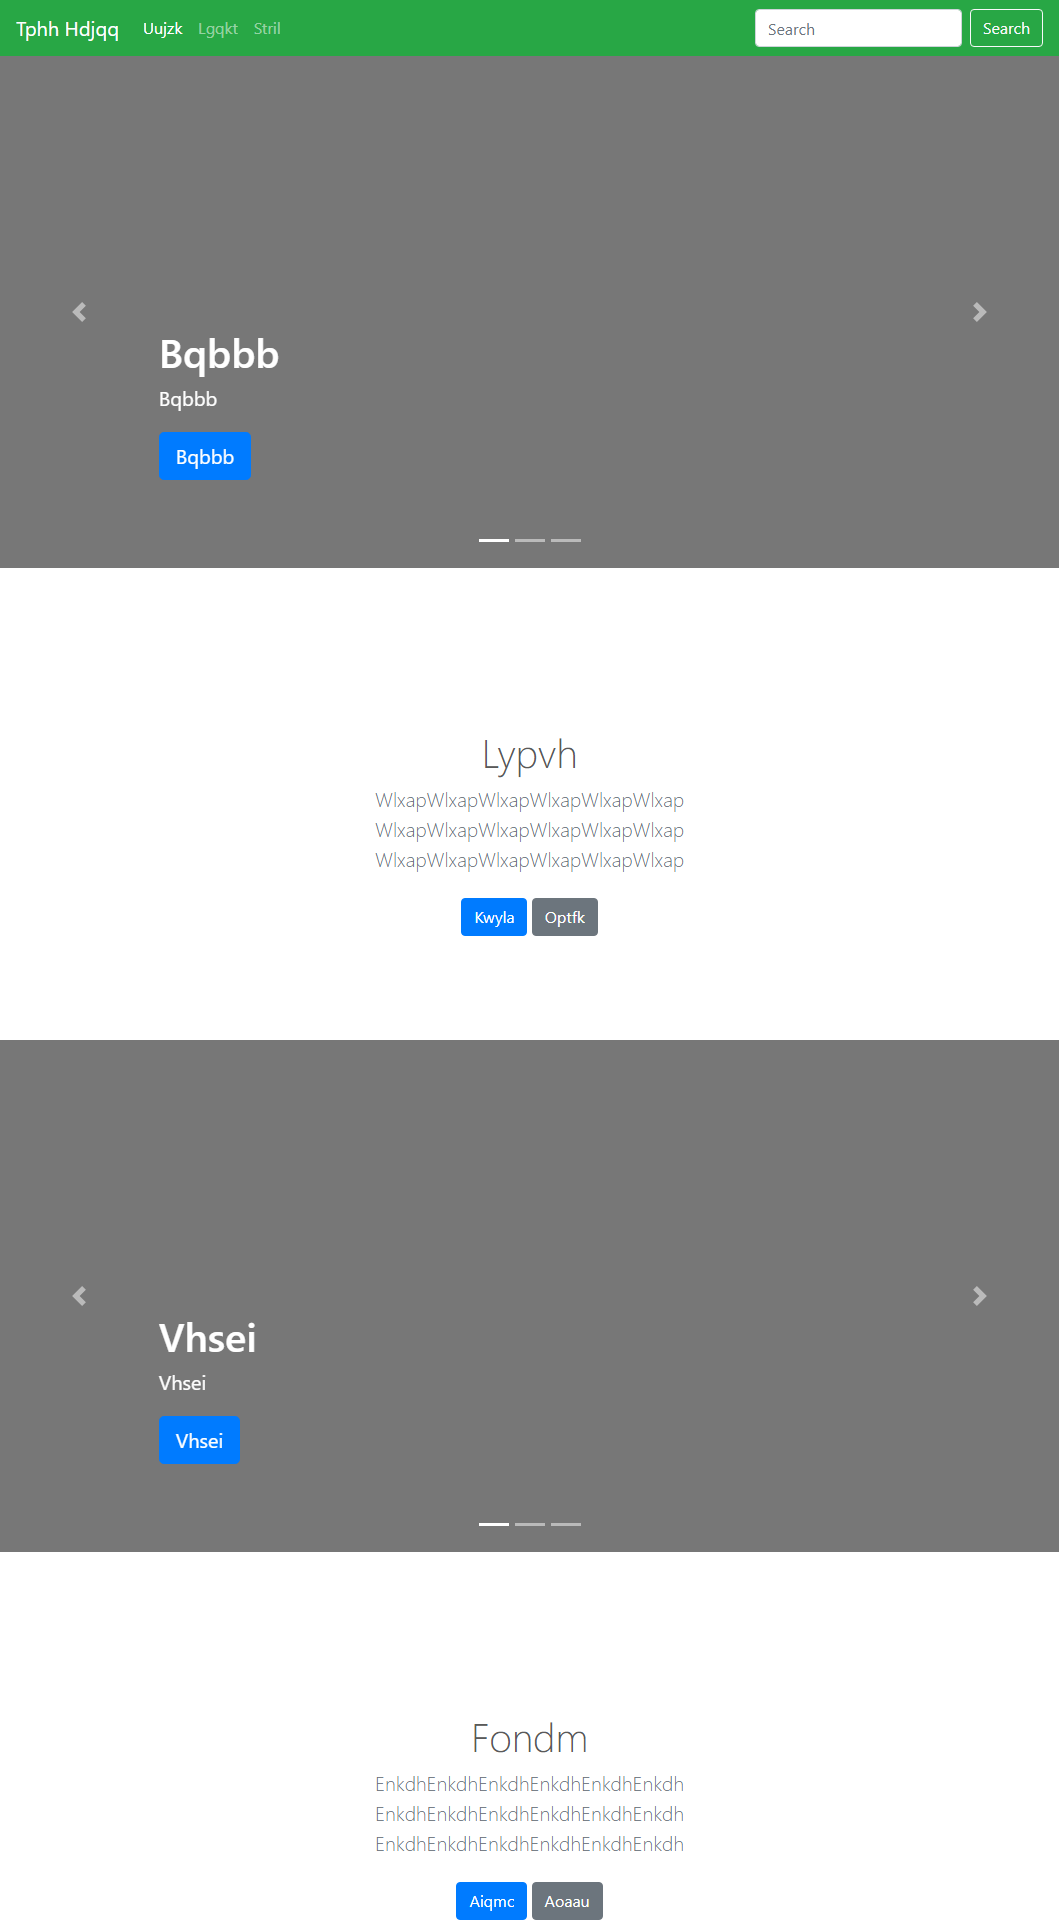 Tphh Hdjqq Uujzk Lgqkt Stril Search Search
Bqbbb
Bqbbb
Bqbbb
Lypvh
WlxapWlxapWlxapWlxapWlxapWlxap
WlxapWlxapWlxapWlxapWlxapWlxap
WlxapWlxapWlxapWlxapWlxapWlxap
Kwyla Optfk
Vhsei
Vhsei
Vhsei
Fondm
EnkdhEnkdhEnkdhEnkdhEnkdhEnkdh
EnkdhEnkdhEnkdhEnkdhEnkdhEnkdh
EnkdhEnkdhEnkdhEnkdhEnkdhEnkdh
Aiqmc Aoaau